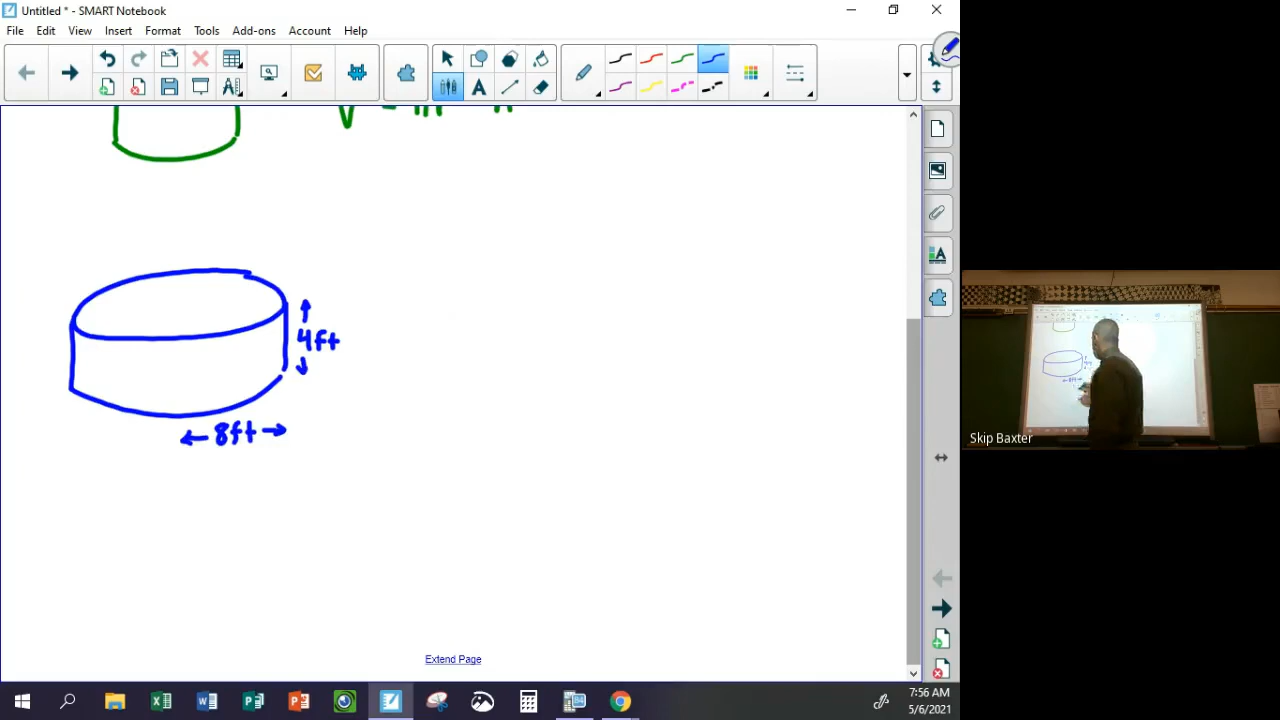 Untitled * - SMART Notebook
File Edit View Insert Format Tools Add-ons Account Help
4ft
8ft
Extend Page
Skip Baxter
7:56 AM
5/6/2021